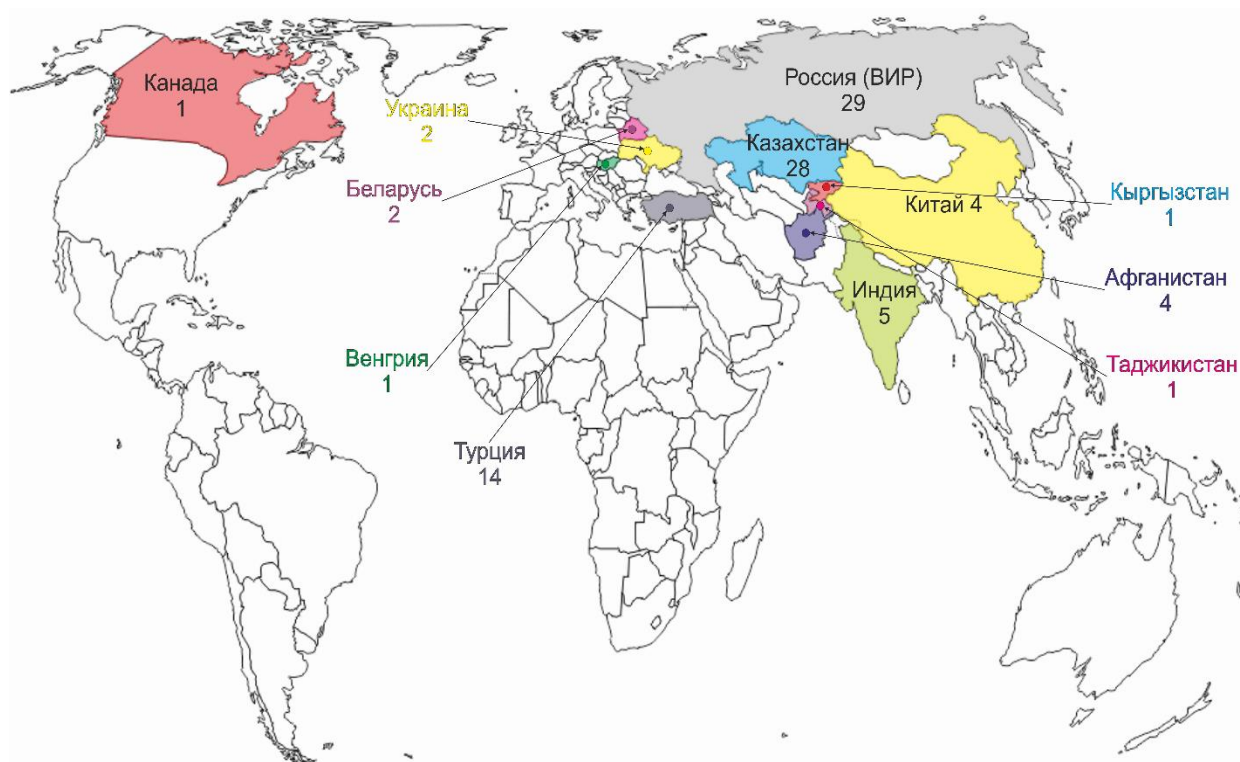 Канада
1
Россия (ВИР)
29
Украина
2
Казахстан
28
Беларусь
2
Китай 4
Кыргызстан
1
Афганистан
4
Индия
5
Венгрия
1
Таджикистан
1
Турция
14